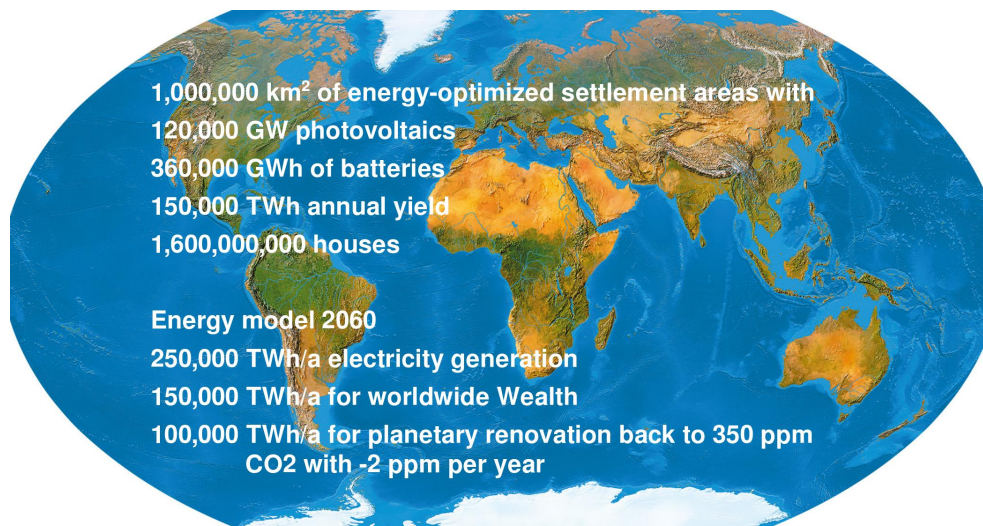 1,000,000 km² of energy-optimized settlement areas with
120,000 GW photovoltaics
360,000 GWh of batteries
150,000 TWh annual yield
1,600,000,000 houses
Energy model 2060
250,000 TWh/a electricity generation
150,000 TWh/a for worldwide Wealth
100,000 TWh/a for planetary renovation back to 350 ppm
CO2 with -2 ppm per year